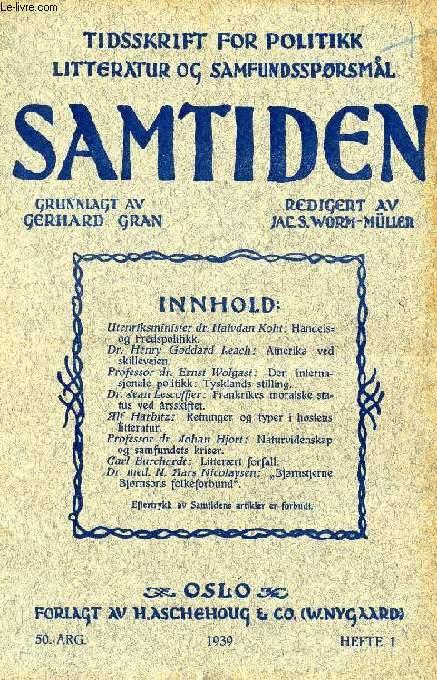 Le-livre.com
TIDSSKRIFT FOR POLITIKK
LITTERATUR OG SAMFUNDSSPØRSMÅL
SAMTIDEN
GRUNNLAGT AV
GERHARD GRAN
REDIGERT AV
JAC.S.WORM-MÜLLER
INNHOLD:
Utenriksminister dr. Halvdan Koht: Handels-
og fredspolitikk.
Dr. Henry Goddard Leach: Amerika ved
skilleveien.
Professor dr. Ernst Wolgast: Den interna-
sjonale politikk: Tysklands stilling.
Dr. Jean Lescoffier: Frankrikes moralske sta-
tus ved årsskiftet.
Alf Harbitz: Retninger og typer i høstens
litteratur.
Professor dr. Johan Hjort: Naturvidenskap
og samfundets kriser.
Carl Burchardt: Litterært forfall.
Dr. med. R. Aars Nicolaysen: „Bjørnstjerne
Bjørnsons folkeforbund".
Eftertrykk av Samtidens artikler er forbudt.
OSLO
FORLAGT AV H.ASCHEHOUG & CO. (W.NYGAARD)
50. ÅRG.
1939
HEFTE 1